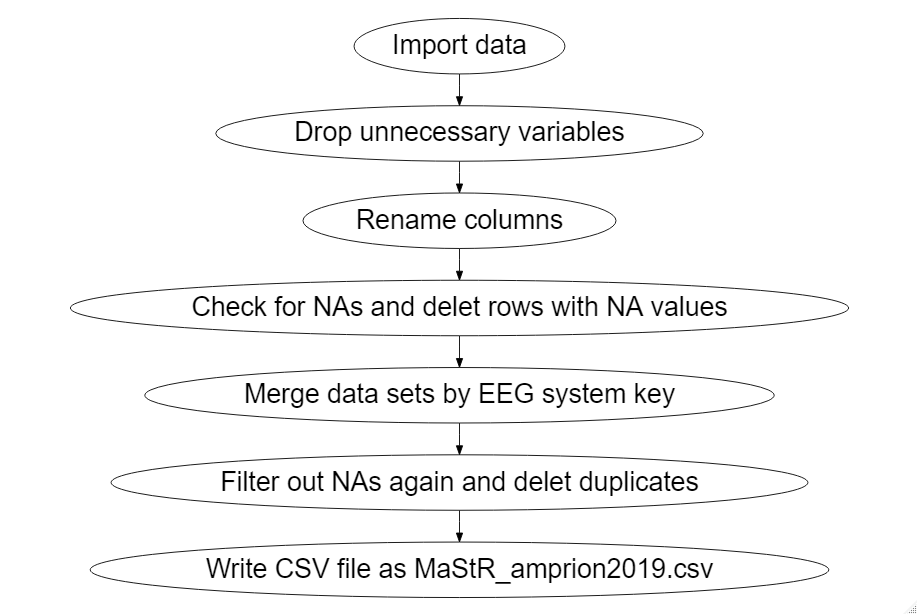 Import data
Drop unnecessary variables
Rename columns
Check for NAs and delet rows with NA values
Merge data sets by EEG system key
Filter out NAs again and delet duplicates
Write CSV file as MaStR_amprion2019.csv